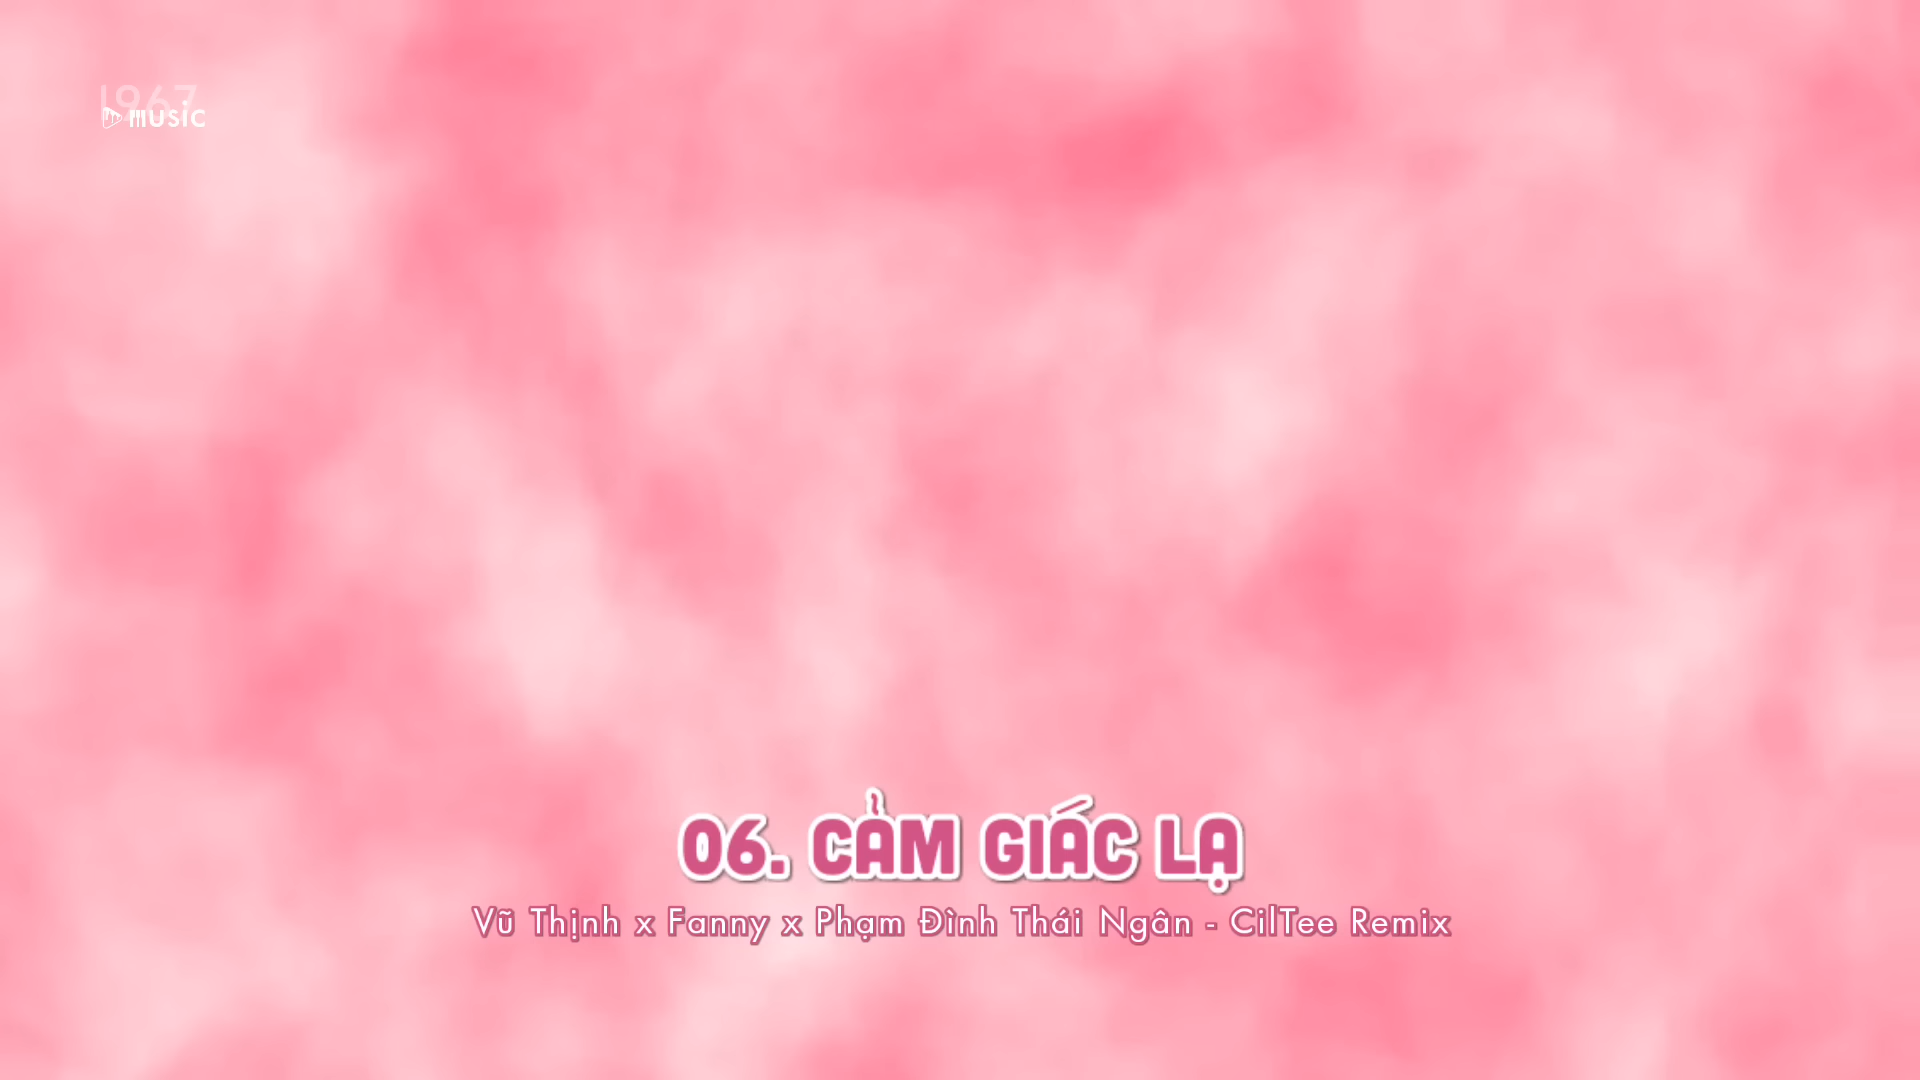 1967
music
06. CẢM GIÁC LẠ
Vũ Thịnh x Fanny x Phạm Đình Thái Ngân - CilTee Remix